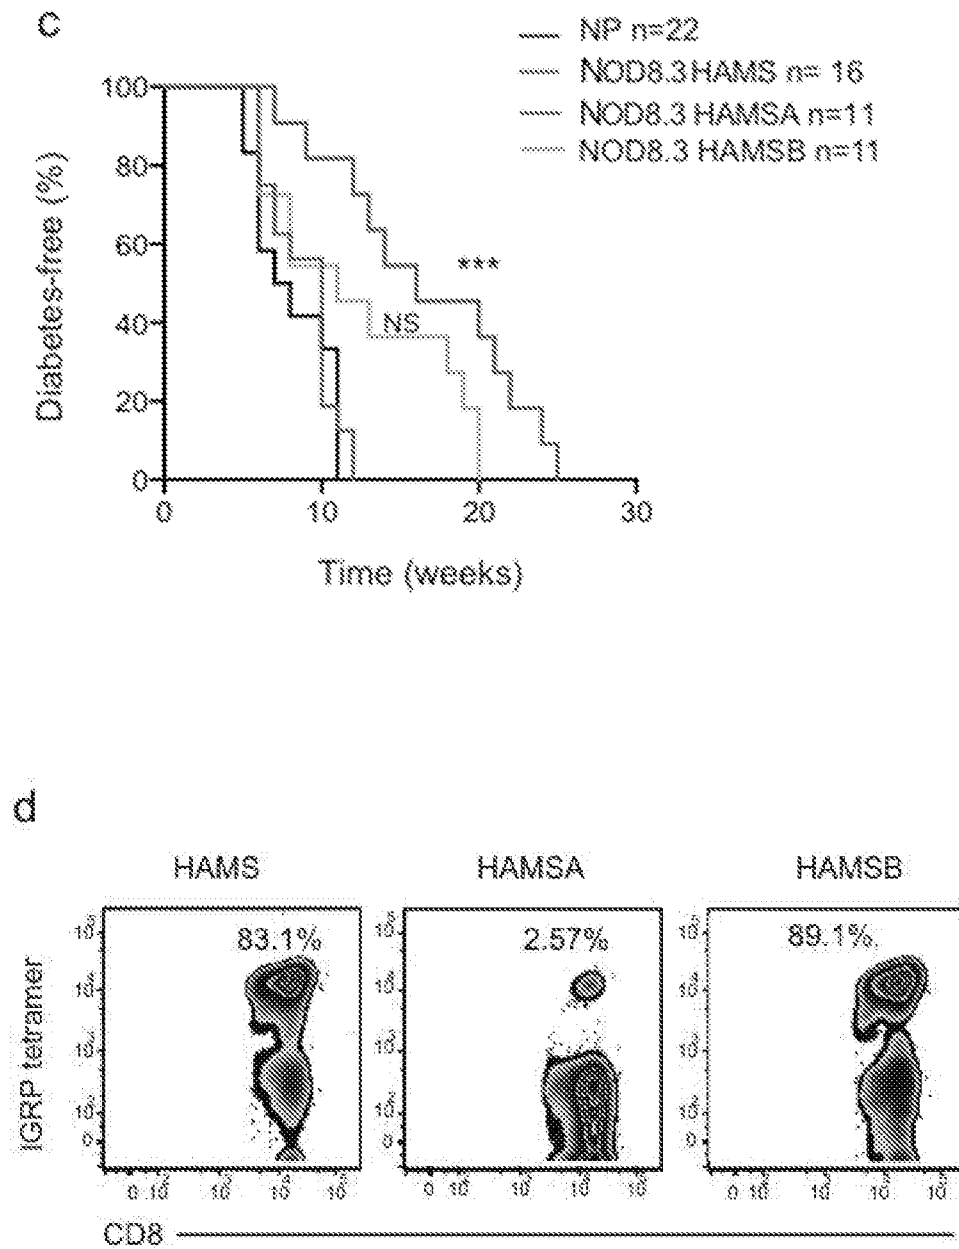 c
NP n=22
NOD8.3 HAMS n= 16
NOD8.3 HAMSA n=11
NOD8.3 HAMSB n=11
100
80
60
40
20
0
Diabetes-free (%)
***
NS
0 10 20 30
Time (weeks)
d
HAMS HAMSA HAMSB
83.1% 2.57% 89.1%
IGRP tetramer
CD8